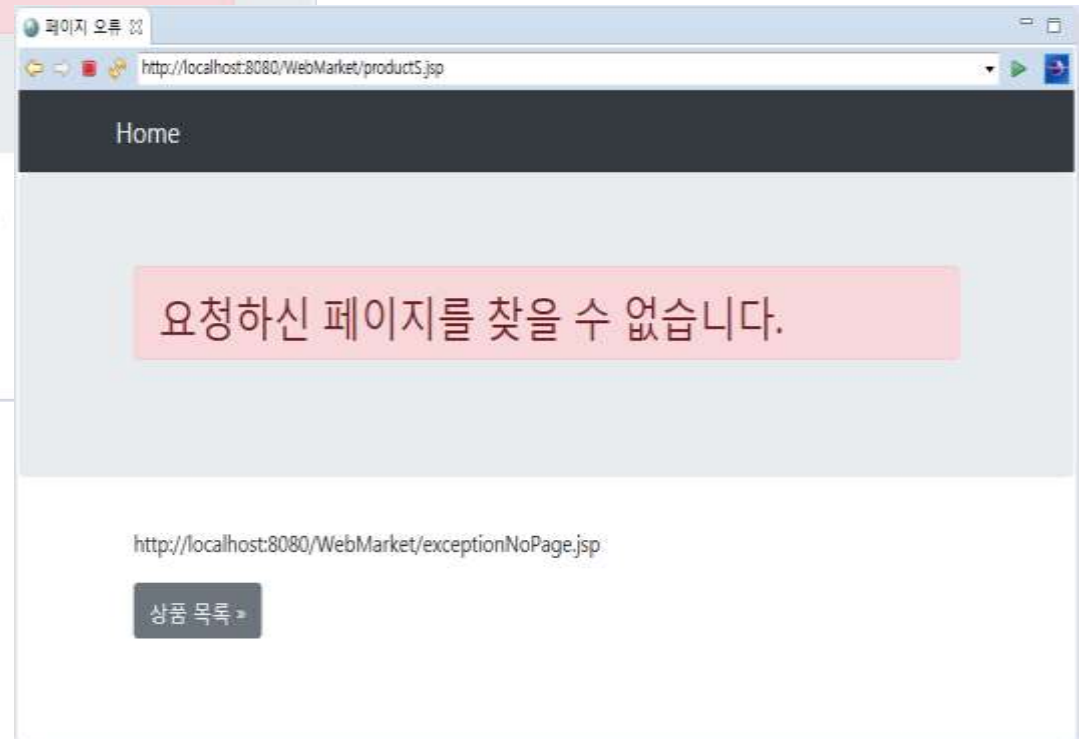 페이지 오류
http://localhost:8080/WebMarket/productS.jsp
Home
요청하신 페이지를 찾을 수 없습니다.
http://localhost:8080/WebMarket/exceptionNoPage.jsp
상품 목록 »